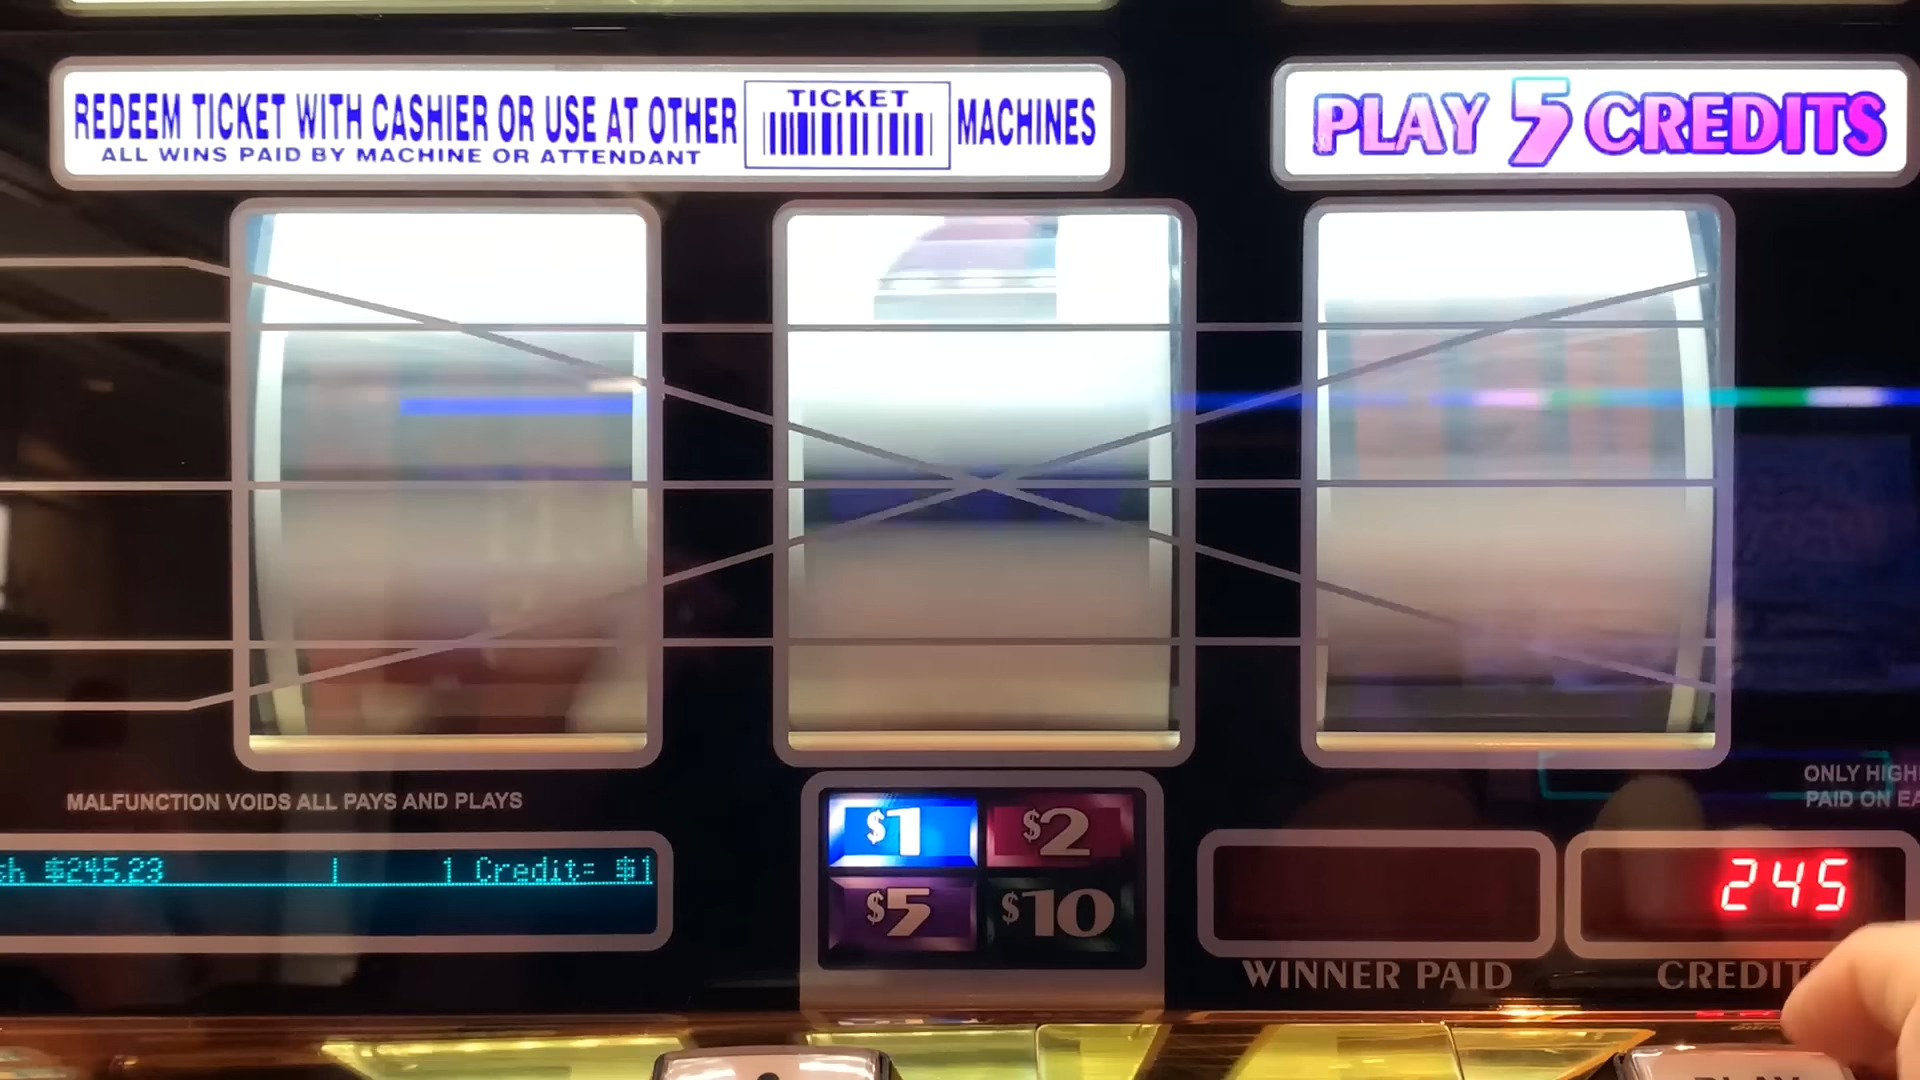 REDEEM TICKET WITH CASHIER OR USE AT OTHER TICKET MACHINES
ALL WINS PAID BY MACHINE OR ATTENDANT
PLAY 5 CREDITS
MALFUNCTION VOIDS ALL PAYS AND PLAYS
ONLY HIGH
PAID ON EA
$245.23 1 Credit= $1
$1 $2
$5 $10
245
WINNER PAID
CREDIT